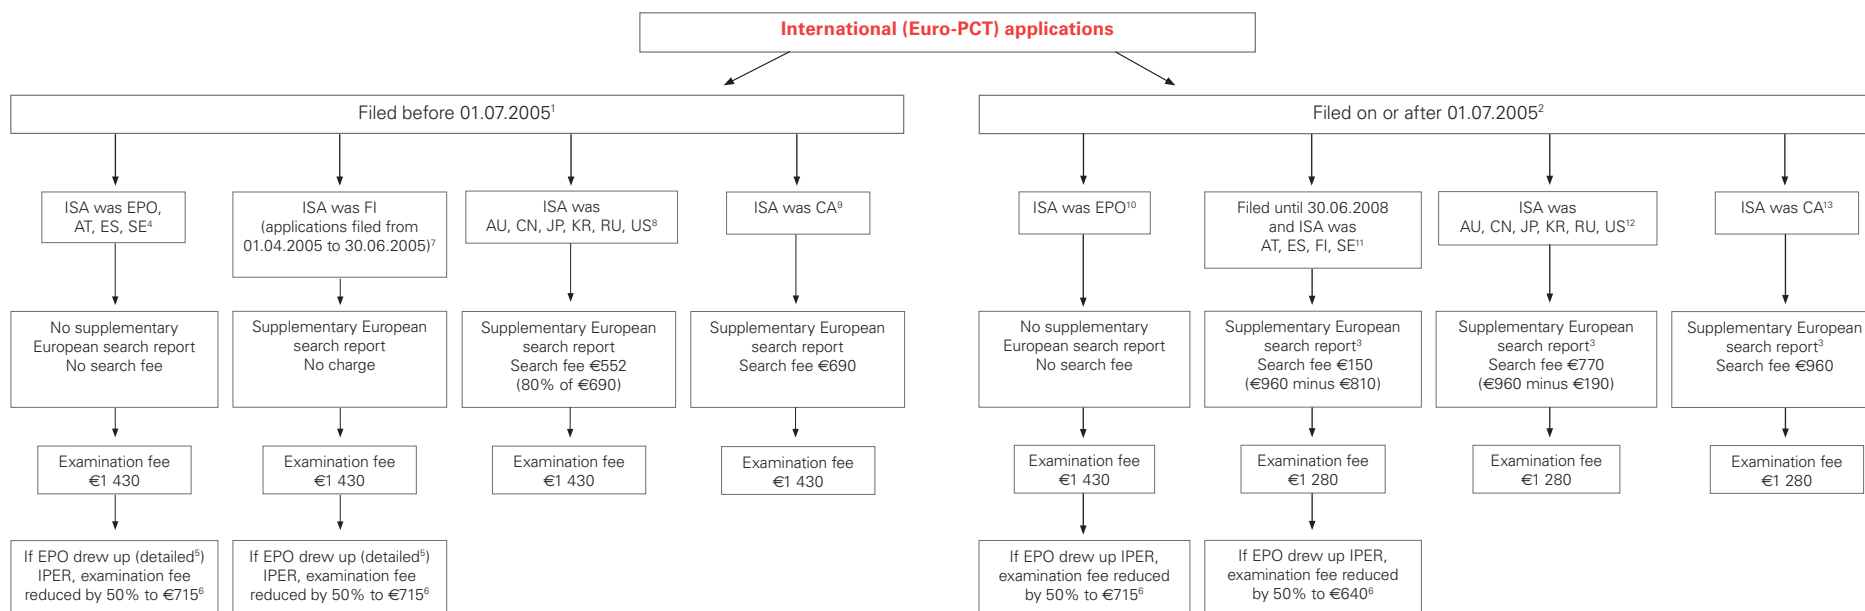 International (Euro-PCT) applications
Filed before 01.07.2005¹
Filed on or after 01.07.2005²
ISA was EPO,
AT, ES, SE⁴
ISA was FI
(applications filed from
01.04.2005 to 30.06.2005)⁷
ISA was
AU, CN, JP, KR, RU, US⁸
ISA was CA⁹
ISA was EPO¹⁰
Filed until 30.06.2008
and ISA was
AT, ES, FI, SE¹¹
ISA was
AU, CN, JP, KR, RU, US¹²
ISA was CA¹³
No supplementary
European search report
No search fee
Supplementary European
search report
No charge
Supplementary European
search report
Search fee €552
(80% of €690)
Supplementary European
search report
Search fee €690
No supplementary
European search report
No search fee
Supplementary European
search report³
Search fee €150
(€960 minus €810)
Supplementary European
search report³
Search fee €770
(€960 minus €190)
Supplementary European
search report³
Search fee €960
Examination fee
€1 430
Examination fee
€1 430
Examination fee
€1 430
Examination fee
€1 430
Examination fee
€1 430
Examination fee
€1 280
Examination fee
€1 280
Examination fee
€1 280
If EPO drew up (detailed⁵)
IPER, examination fee
reduced by 50% to €715⁶
If EPO drew up (detailed⁵)
IPER, examination fee
reduced by 50% to €715⁶
If EPO drew up IPER,
examination fee reduced
by 50% to €715⁶
If EPO drew up IPER,
examination fee reduced
by 50% to €640⁶